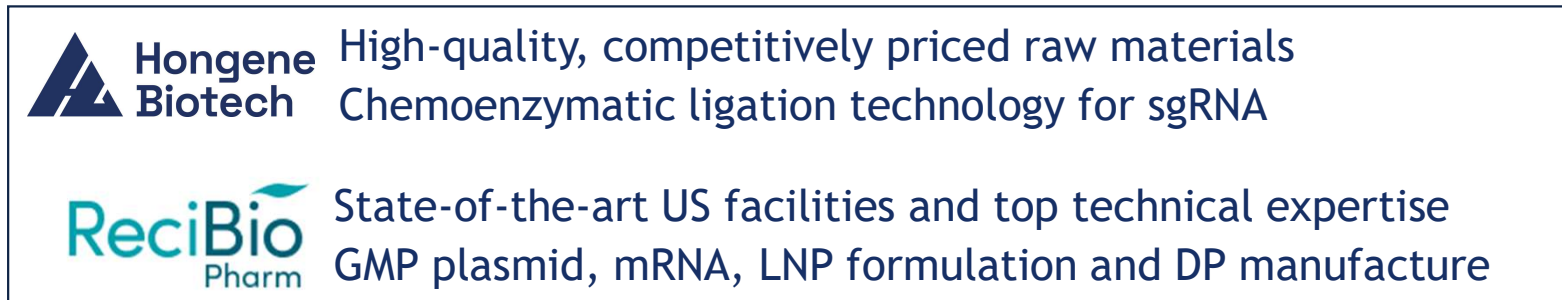 Hongene
Biotech
High-quality, competitively priced raw materials
Chemoenzymatic ligation technology for sgRNA
ReciBio
Pharm
State-of-the-art US facilities and top technical expertise
GMP plasmid, mRNA, LNP formulation and DP manufacture